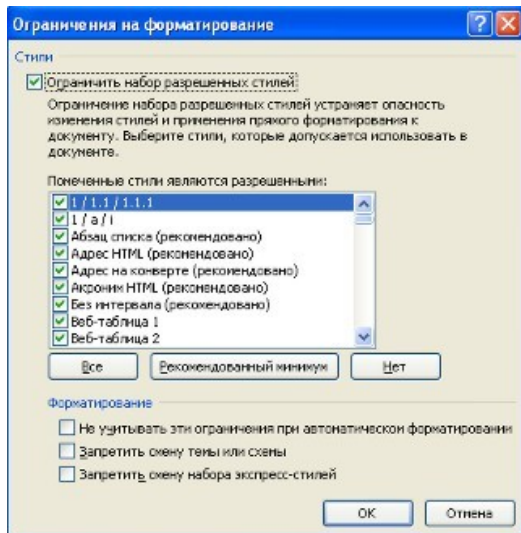 Ограничения на форматирование
Стили
Ограничить набор разрешенных стилей
Ограничение набора разрешенных стилей устраняет опасность
изменения стилей и применения прямого форматирования к
документу. Выберите стили, которые допускается использовать в
документе.
Помеченные стили являются разрешенными:
1 / 1.1 / 1.1.1
1 / a / i
Абзац списка (рекомендовано)
Адрес HTML (рекомендовано)
Адрес на конверте (рекомендовано)
Акроним HTML (рекомендовано)
Без интервала (рекомендовано)
Веб-таблица 1
Веб-таблица 2
Все Рекомендованный минимум Нет
Форматирование
Не учитывать эти ограничения при автоматическом форматировании
Запретить смену темы или схемы
Запретить смену набора экспресс-стилей
ОК Отмена